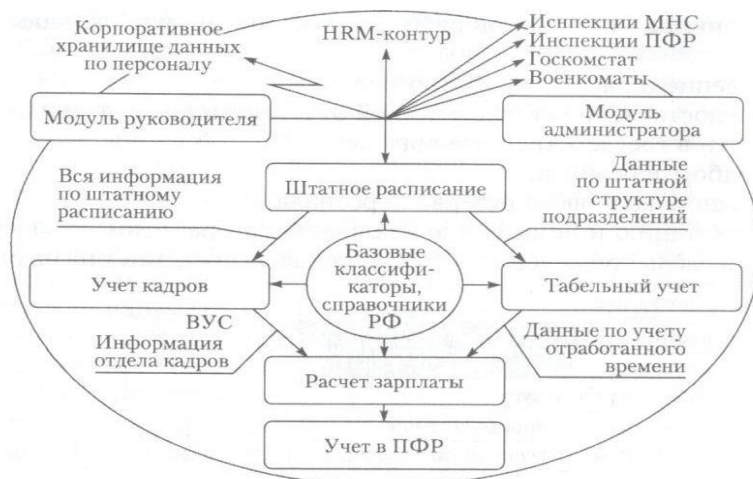 Корпоративное
хранилище данных
по персоналу
HRM-контур
Иснпекции МНС
Инспекции ПФР
Госкомстат
Военкоматы
Модуль руководителя
Модуль
администратора
Вся информация
по штатному
расписанию
Штатное расписание
Данные
по штатной
структуре
подразделений
Базовые
классифи-
каторы,
справочники
РФ
Учет кадров
Табельный учет
ВУС
Информация
отдела кадров
Данные по учету
отработанного
времени
Расчет зарплаты
Учет в ПФР